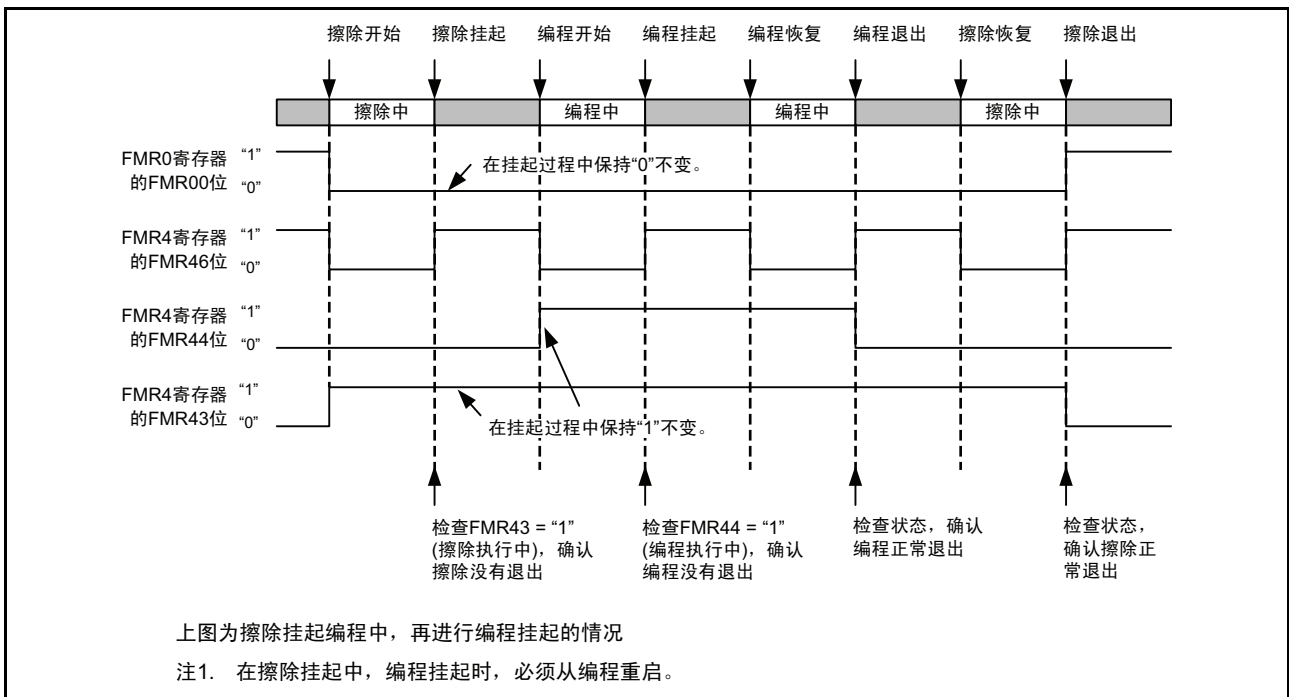 擦除开始 擦除挂起 编程开始 编程挂起 编程恢复 编程退出 擦除恢复 擦除退出
擦除中 编程中 编程中 擦除中
FMR0寄存器 “1”
的FMR00位 “0”
在挂起过程中保持“0”不变。
FMR4寄存器 “1”
的FMR46位 “0”
FMR4寄存器 “1”
的FMR44位 “0”
FMR4寄存器 “1”
的FMR43位 “0”
在挂起过程中保持“1”不变。
检查FMR43 = “1”
(擦除执行中)，确认
擦除没有退出
检查FMR44 = “1”
(编程执行中)，确认
编程没有退出
检查状态，确认
编程正常退出
检查状态，
确认擦除正
常退出
上图为擦除挂起编程中，再进行编程挂起的情况
注1. 在擦除挂起中，编程挂起时，必须从编程重启。